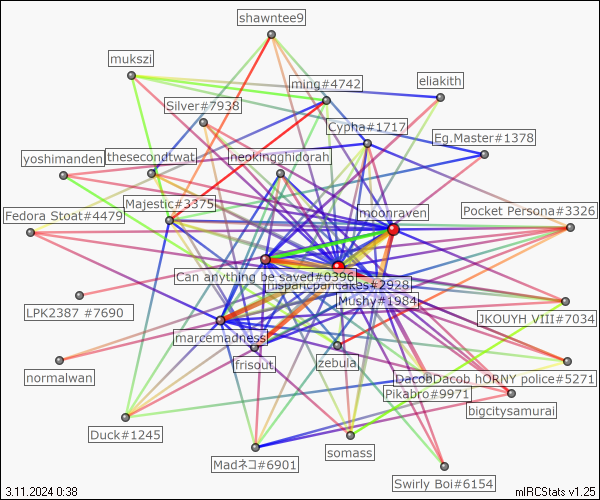 shawntee9
mukszi
eliakith
ming#4742
Silver#7938
Cypha#1717
Eg.Master#1378
yoshimanden
thesecondtwat
neokingghidorah
Majestic#3375
moonraven
Pocket Persona#3326
Fedora Stoat#4479
Can anything be saved#0396
hispanicpancakes#2928
Mushy#1984
LPK2387 #7690
JKOUYH VIII#7034
marcemadness
frisout
zebula
normalwan
DacobDacob hORNY police#5271
Pikabro#9971
bigcitysamurai
Duck#1245
somass
Madネコ#6901
Swirly Boi#6154
3.11.2024 0:38
mIRCStats v1.25